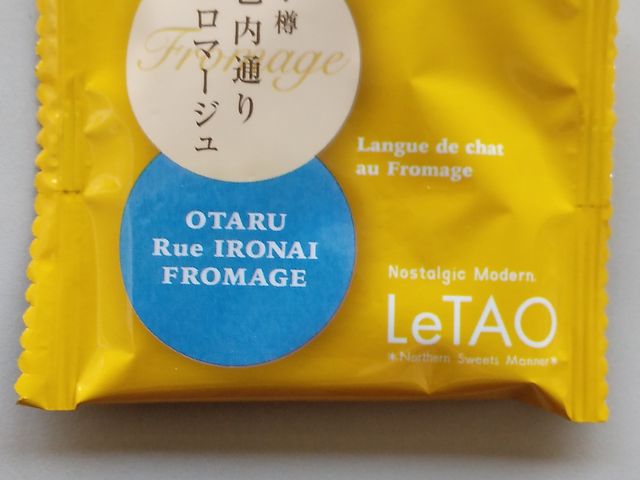 樽
色内通り
ロマージュ
Fromage
OTARU
Rue IRONAI
FROMAGE
Langue de chat
au Fromage
Nostalgic Modern
LeTAO
*Northern Sweets Manner*